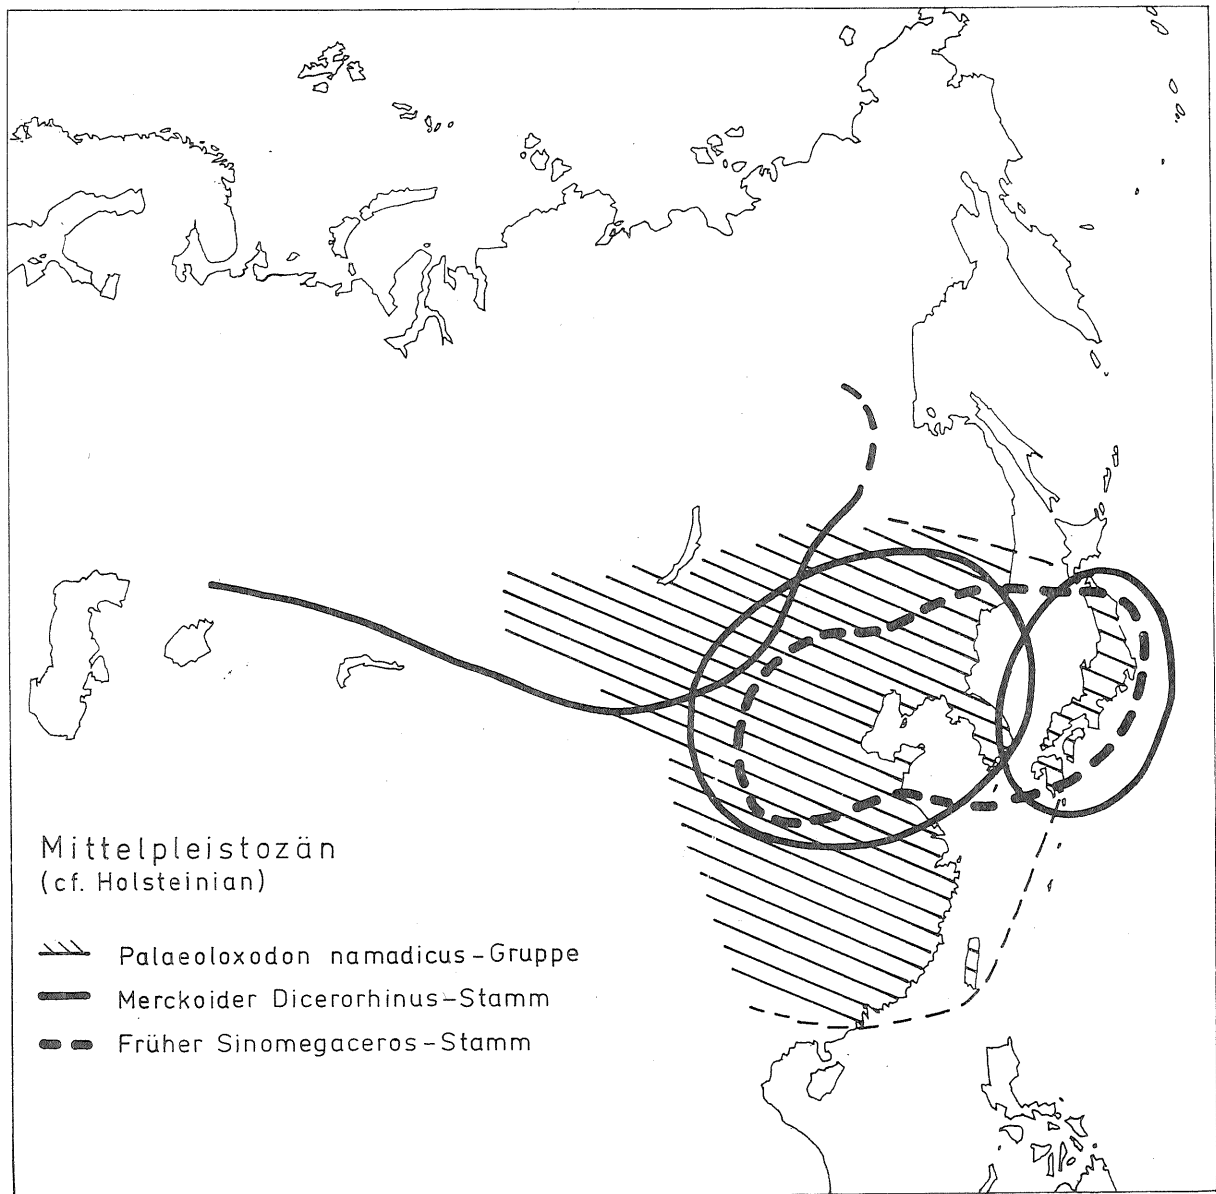 Mittelpleistozän
(cf. Holsteinian)
Palaeoloxodon namadicus-Gruppe
Merckoider Dicerorhinus-Stamm
Früher Sinomegaceros-Stamm